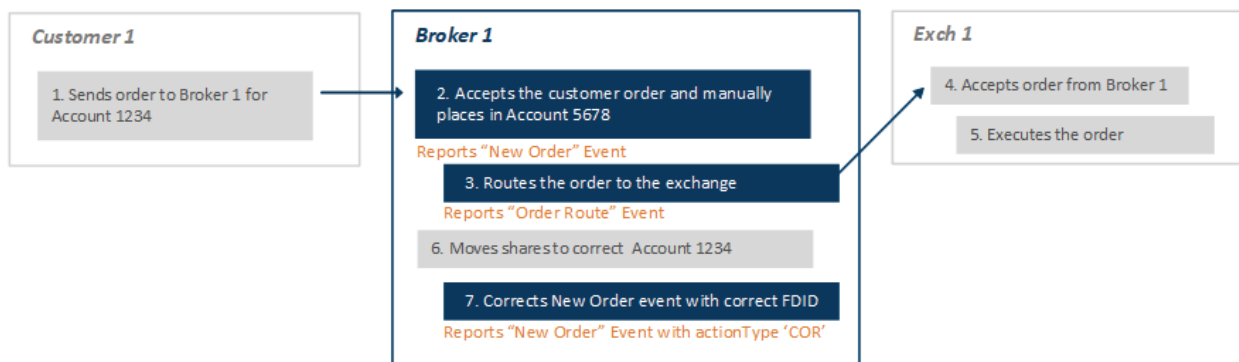 Customer 1
1. Sends order to Broker 1 for
Account 1234
Broker 1
2. Accepts the customer order and manually
places in Account 5678
Reports “New Order” Event
3. Routes the order to the exchange
Reports “Order Route” Event
6. Moves shares to correct Account 1234
7. Corrects New Order event with correct FDID
Reports “New Order” Event with actionType ‘COR’
Exch 1
4. Accepts order from Broker 1
5. Executes the order